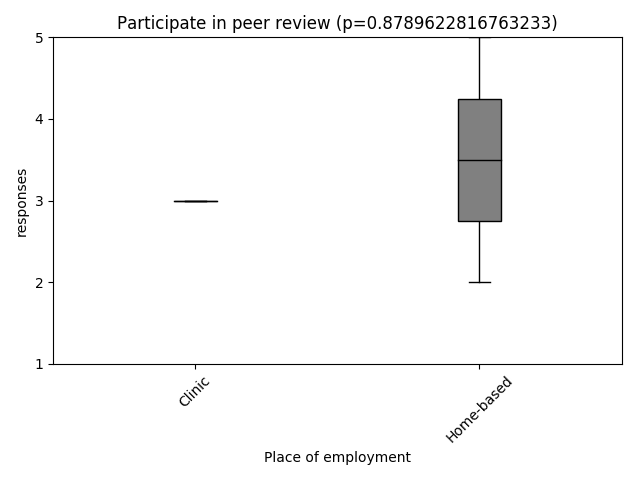 Participate in peer review (p=0.8789622816763233)
5
4
3
2
1
responses
Clinic
Home-based
Place of employment